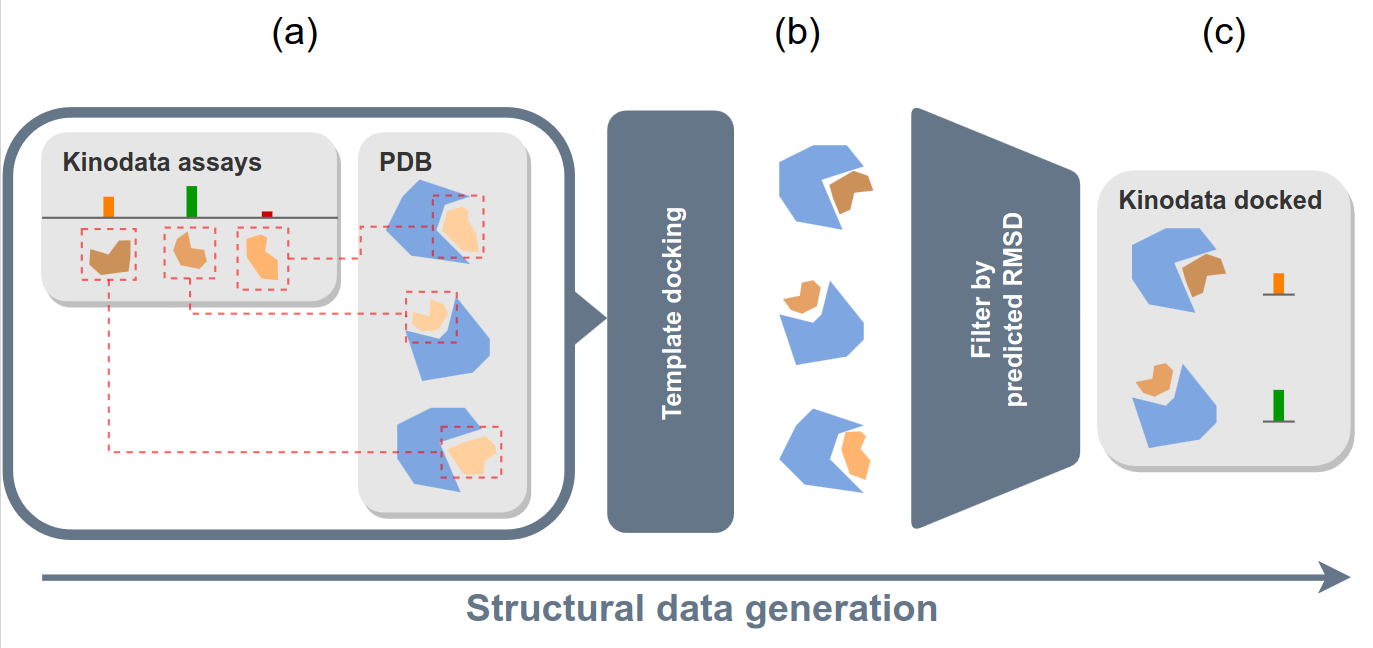 (a)
(b)
(c)
Kinodata assays
PDB
Template docking
Filter by
predicted RMSD
Kinodata docked
Structural data generation